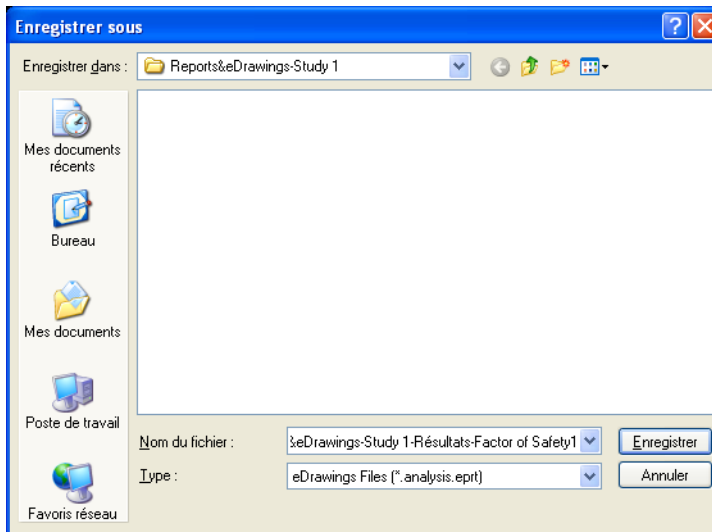 Enregistrer sous
Enregistrer dans :
Reports&eDrawings-Study 1
Mes documents
récents
Bureau
Mes documents
Poste de travail
Favoris réseau
Nom du fichier :
&eDrawings-Study 1-Résultats-Factor of Safety1
Enregistrer
Type :
eDrawings Files (*.analysis.eprt)
Annuler